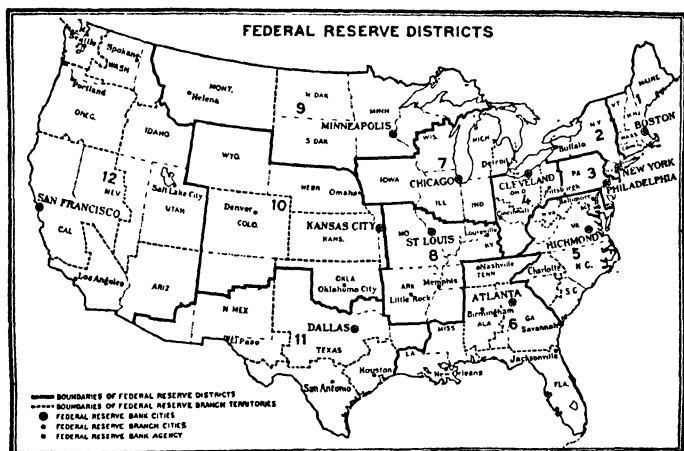 FEDERAL RESERVE DISTRICTS
Seattle
Spokane
WASH
Portland
OREG.
IDAHO
MONT.
Helena
WYO.
12
NEV.
Salt Lake City
UTAH
SAN FRANCISCO
CAL
Los Angeles
ARIZ
N DAK
9
MINN
MINNEAPOLIS
S DAK
NEBR
Omaha
10
Denver
COLO.
KANSAS CITY
KANS.
OKLA
Oklahoma City
N MEX
El Paso
11
DALLAS
TEXAS
Houston
San Antonio
WIS.
MICH
7
Detroit
IOWA
CHICAGO
ILL
IND
MO
ST LOUIS
8
Louisville
KY
ARK
Memphis
Little Rock
Nashville
TENN
MISS
LA
New Orleans
ATLANTA
Birmingham
ALA
6
GA
Savannah
Jacksonville
FLA.
CLEVELAND
OH
4
Cincinnati
Pittsburgh
PA
3
PHILADELPHIA
NEW YORK
Buffalo
N Y
2
VT
MAINE
1
N H
MASS
BOSTON
Baltimore
VA
RICHMOND
5
Charlotte
N C.
S C
BOUNDARIES OF FEDERAL RESERVE DISTRICTS
BOUNDARIES OF FEDERAL RESERVE BRANCH TERRITORIES
FEDERAL RESERVE BANK CITIES
FEDERAL RESERVE BRANCH CITIES
FEDERAL RESERVE BANK AGENCY